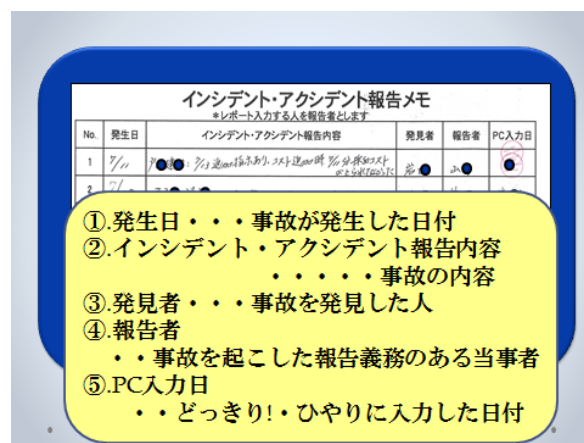 インシデント・アクシデント報告メモ
*レポート入力する人を報告者とします
No. 発生日 インシデント・アクシデント報告内容 発見者 報告者 PC入力日
1 7/11
2
①.発生日・・・事故が発生した日付
②.インシデント・アクシデント報告内容
・・・・・事故の内容
③.発見者・・・事故を発見した人
④.報告者
・・事故を起こした報告義務のある当事者
⑤.PC入力日
・・どっきり!・ひやりに入力した日付